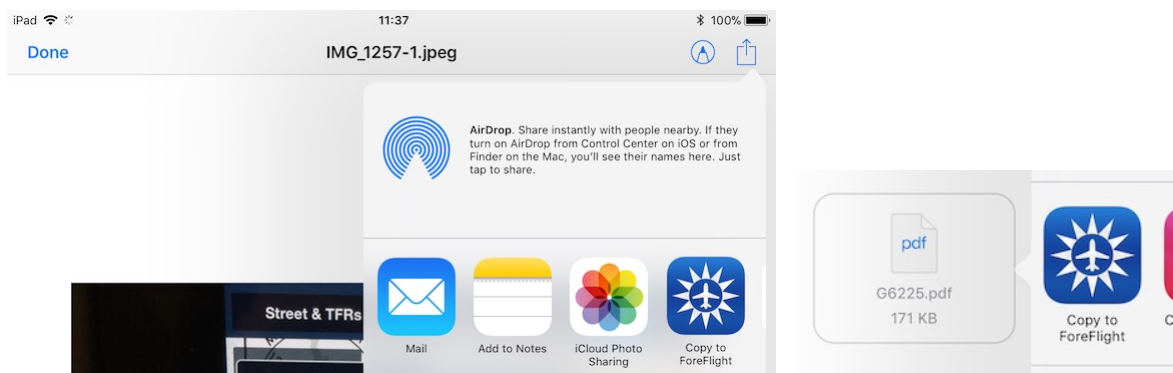 iPad 11:37 100%
Done IMG_1257-1.jpeg
AirDrop. Share instantly with people nearby. If they
turn on AirDrop from Control Center on iOS or from
Finder on the Mac, you'll see their names here. Just
tap to share.
Street & TFRs
Mail
Add to Notes
iCloud Photo
Sharing
Copy to
ForeFlight
pdf
G6225.pdf
171 KB
Copy to
ForeFlight
C